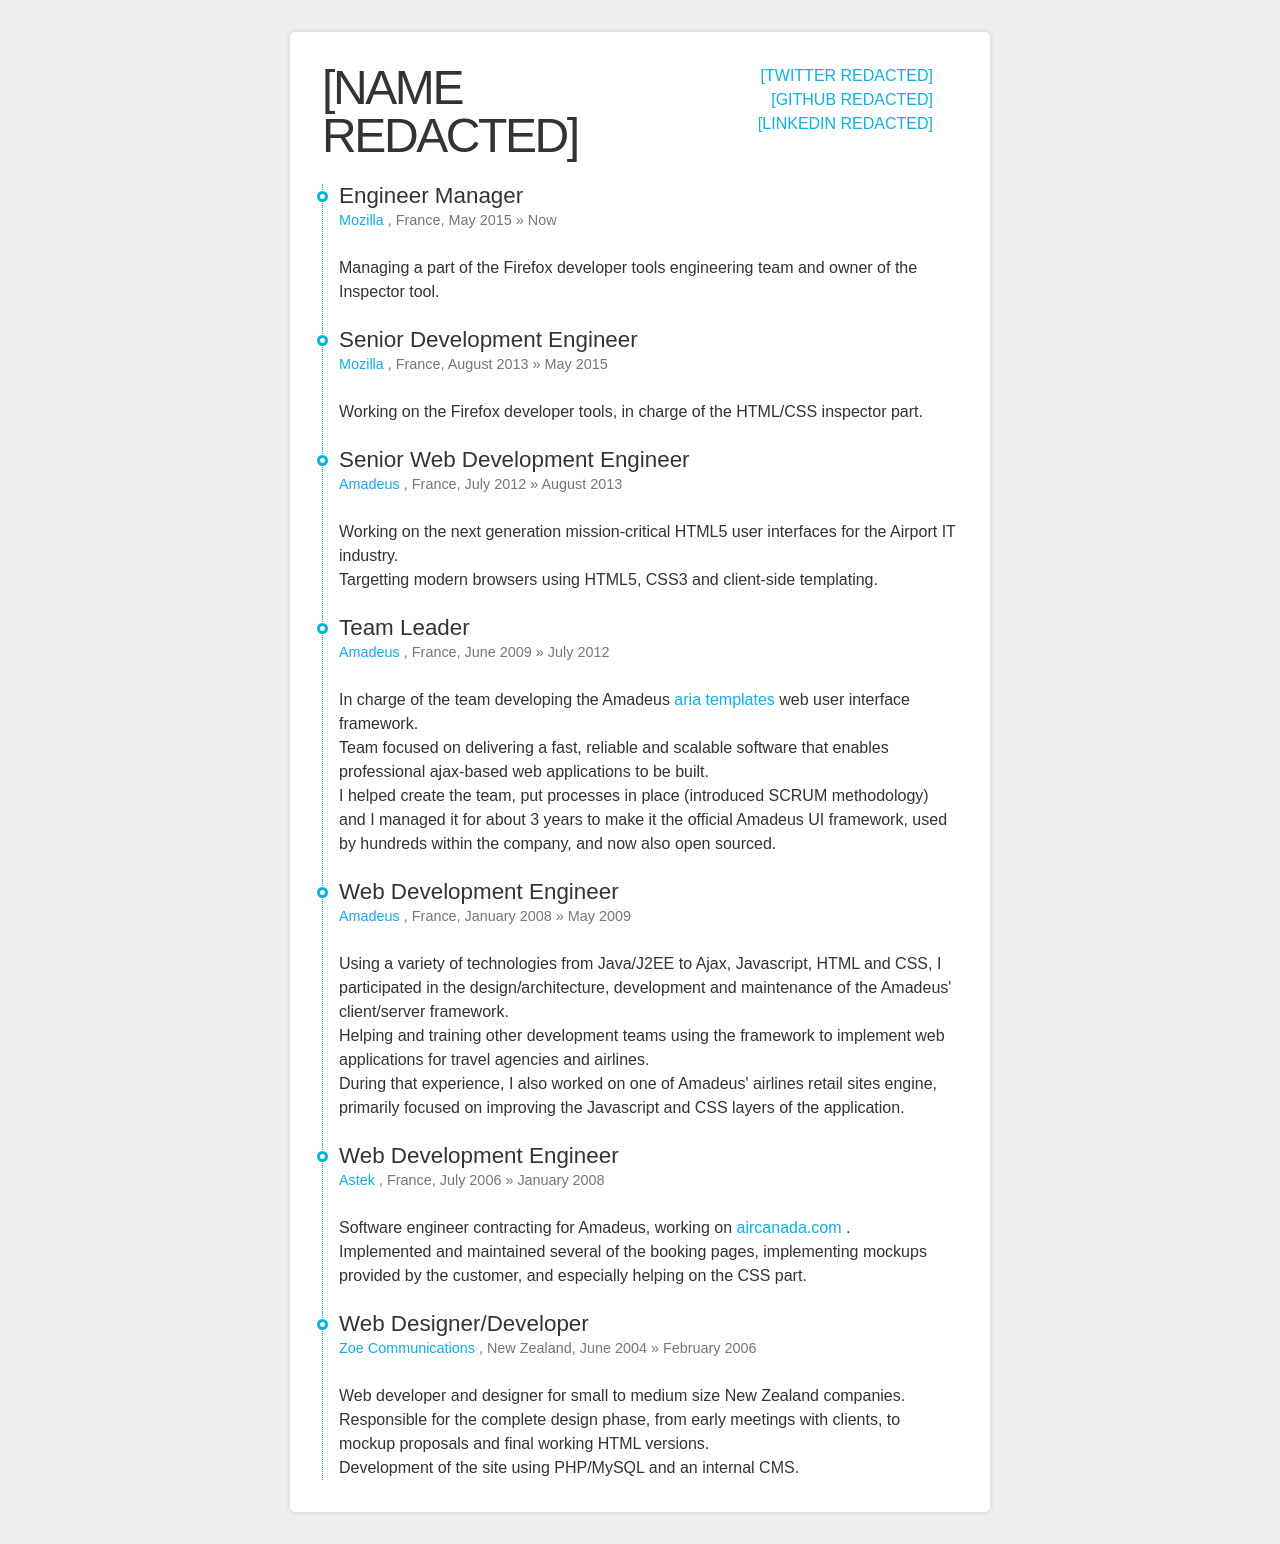 [NAME
REDACTED]
[TWITTER REDACTED]
[GITHUB REDACTED]
[LINKEDIN REDACTED]
Engineer Manager
Mozilla , France, May 2015 » Now
Managing a part of the Firefox developer tools engineering team and owner of the
Inspector tool.
Senior Development Engineer
Mozilla , France, August 2013 » May 2015
Working on the Firefox developer tools, in charge of the HTML/CSS inspector part.
Senior Web Development Engineer
Amadeus , France, July 2012 » August 2013
Working on the next generation mission-critical HTML5 user interfaces for the Airport IT
industry.
Targetting modern browsers using HTML5, CSS3 and client-side templating.
Team Leader
Amadeus , France, June 2009 » July 2012
In charge of the team developing the Amadeus aria templates web user interface
framework.
Team focused on delivering a fast, reliable and scalable software that enables
professional ajax-based web applications to be built.
I helped create the team, put processes in place (introduced SCRUM methodology)
and I managed it for about 3 years to make it the official Amadeus UI framework, used
by hundreds within the company, and now also open sourced.
Web Development Engineer
Amadeus , France, January 2008 » May 2009
Using a variety of technologies from Java/J2EE to Ajax, Javascript, HTML and CSS, I
participated in the design/architecture, development and maintenance of the Amadeus'
client/server framework.
Helping and training other development teams using the framework to implement web
applications for travel agencies and airlines.
During that experience, I also worked on one of Amadeus' airlines retail sites engine,
primarily focused on improving the Javascript and CSS layers of the application.
Web Development Engineer
Astek , France, July 2006 » January 2008
Software engineer contracting for Amadeus, working on aircanada.com .
Implemented and maintained several of the booking pages, implementing mockups
provided by the customer, and especially helping on the CSS part.
Web Designer/Developer
Zoe Communications , New Zealand, June 2004 » February 2006
Web developer and designer for small to medium size New Zealand companies.
Responsible for the complete design phase, from early meetings with clients, to
mockup proposals and final working HTML versions.
Development of the site using PHP/MySQL and an internal CMS.